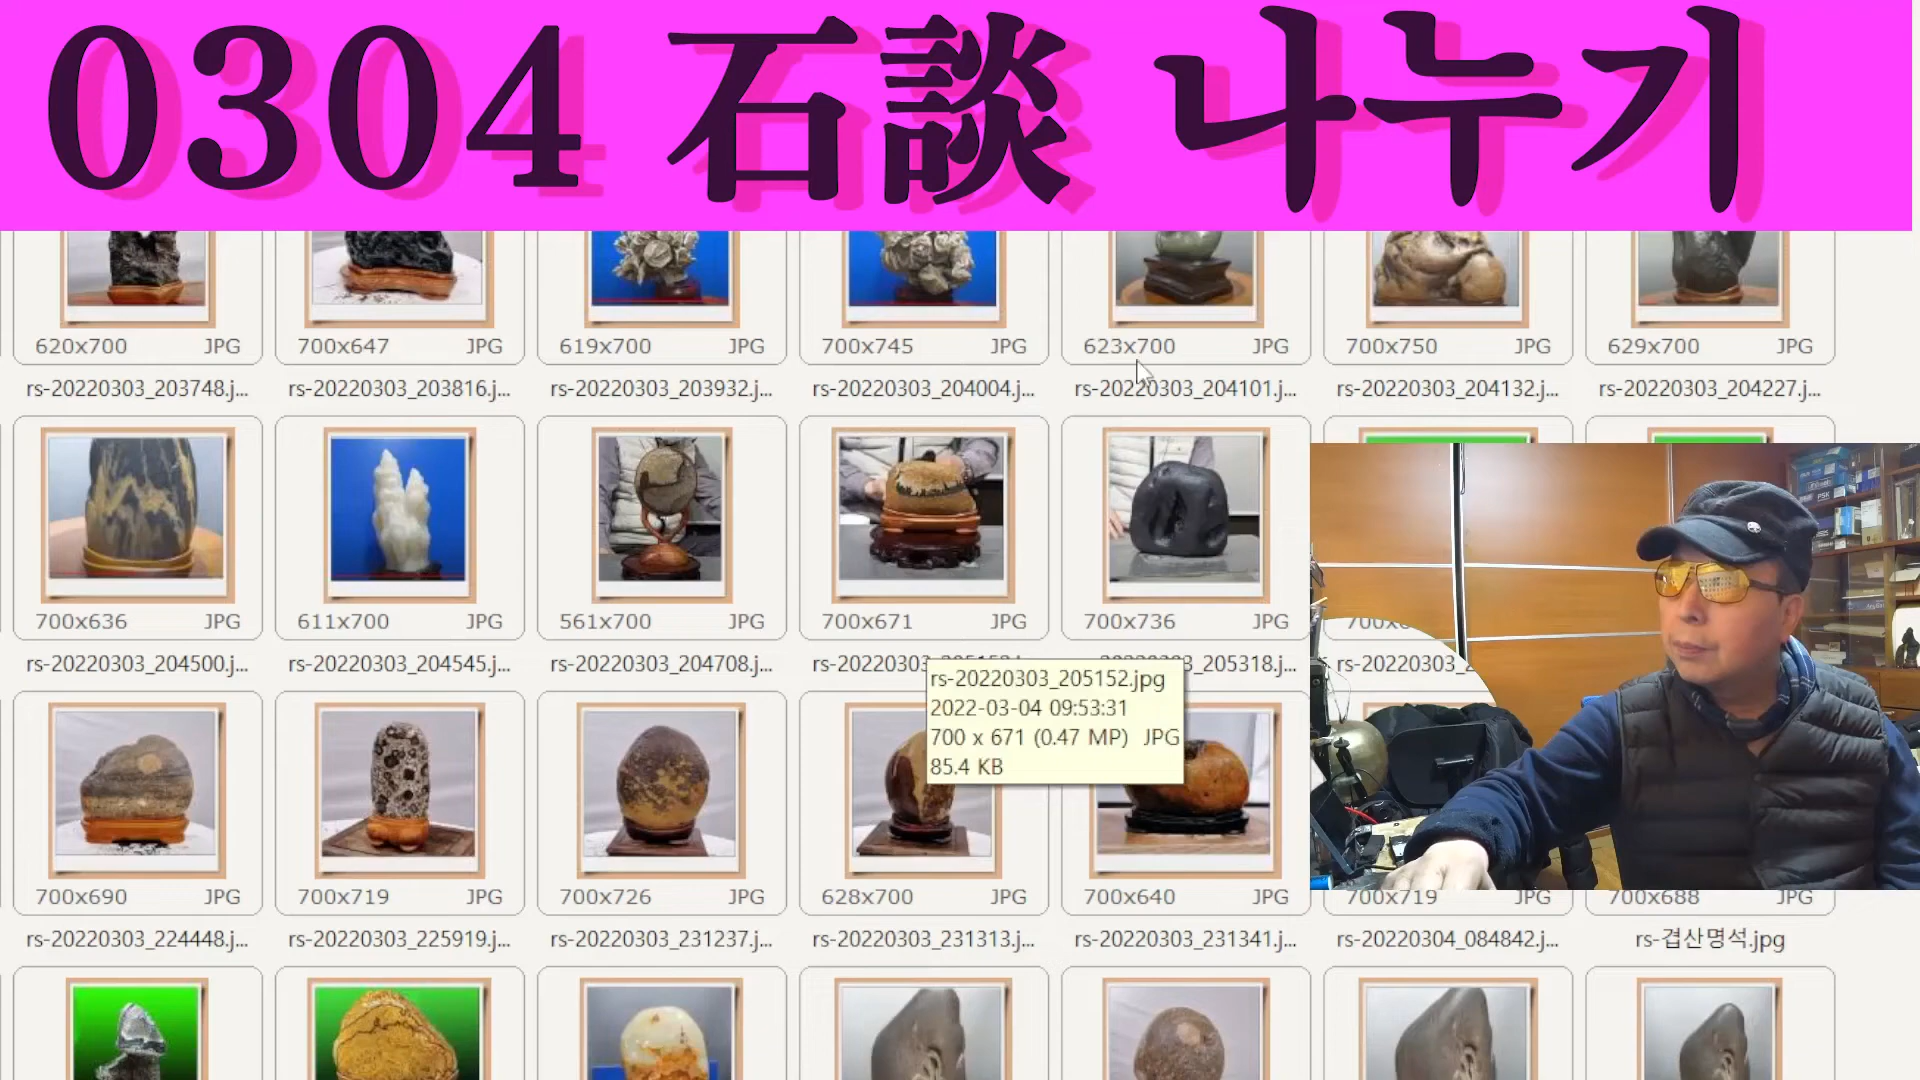 0304 石談 나누기
620x700 JPG 700x647 JPG 619x700 JPG 700x745 JPG 623x700 JPG 700x750 JPG 629x700 JPG
rs-20220303_203748.j... rs-20220303_203816.j... rs-20220303_203932.j... rs-20220303_204004.j... rs-20220303_204101.j... rs-20220303_204132.j... rs-20220303_204227.j...
700x636 JPG 611x700 JPG 561x700 JPG 700x671 JPG 700x736 JPG
rs-20220303_204500.j... rs-20220303_204545.j... rs-20220303_204708.j... 205318.j... rs-20220303_2
rs-20220303_205152.jpg
2022-03-04 09:53:31
700 x 671 (0.47 MP) JPG
85.4 KB
PSK
700x690 JPG 700x719 JPG 700x726 JPG 628x700 JPG 700x640 JPG 700x719 JPG 700x688 JPG
rs-20220303_224448.j... rs-20220303_225919.j... rs-20220303_231237.j... rs-20220303_231313.j... rs-20220303_231341.j... rs-20220304_084842.j... rs-겹산명석.jpg